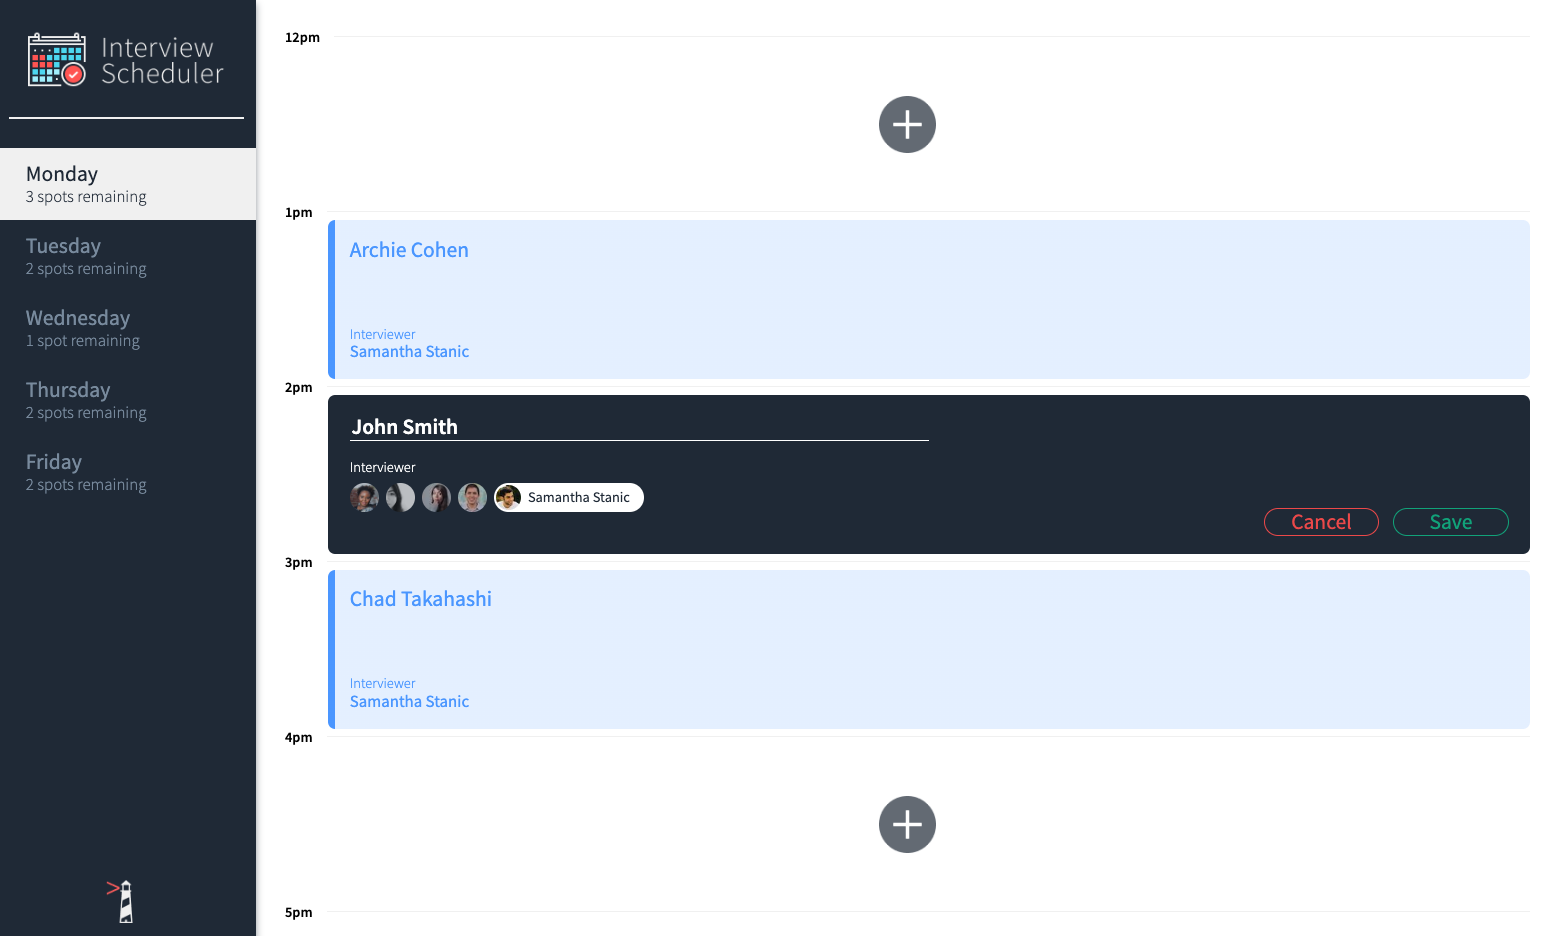 Interview
Scheduler
Monday
3 spots remaining
Tuesday
2 spots remaining
Wednesday
1 spot remaining
Thursday
2 spots remaining
Friday
2 spots remaining
12pm
1pm
Archie Cohen
Interviewer
Samantha Stanic
2pm
John Smith
Interviewer
Samantha Stanic
Cancel
Save
3pm
Chad Takahashi
Interviewer
Samantha Stanic
4pm
5pm